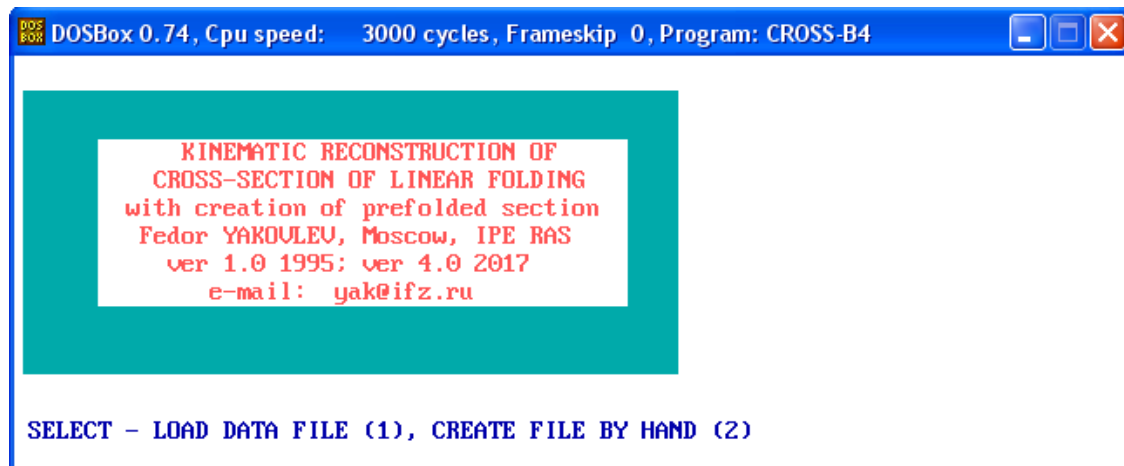 DOSBox 0.74, Cpu speed: 3000 cycles, Frameskip 0, Program: CROSS-B4
KINEMATIC RECONSTRUCTION OF
CROSS-SECTION OF LINEAR FOLDING
with creation of prefolded section
Fedor YAKOVLEV, Moscow, IPE RAS
ver 1.0 1995; ver 4.0 2017
e-mail: yak@ifz.ru
SELECT - LOAD DATA FILE (1), CREATE FILE BY HAND (2)